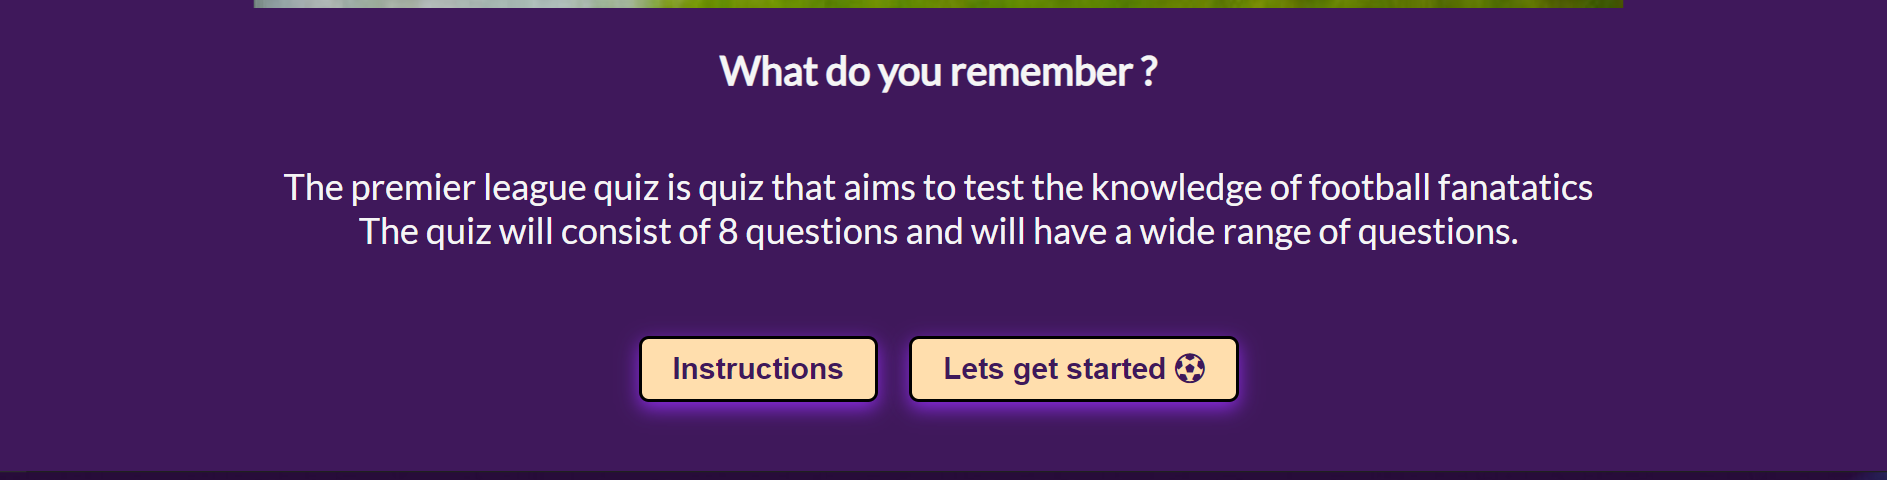 What do you remember ?
The premier league quiz is quiz that aims to test the knowledge of football fanatatics
The quiz will consist of 8 questions and will have a wide range of questions.
Instructions
Lets get started